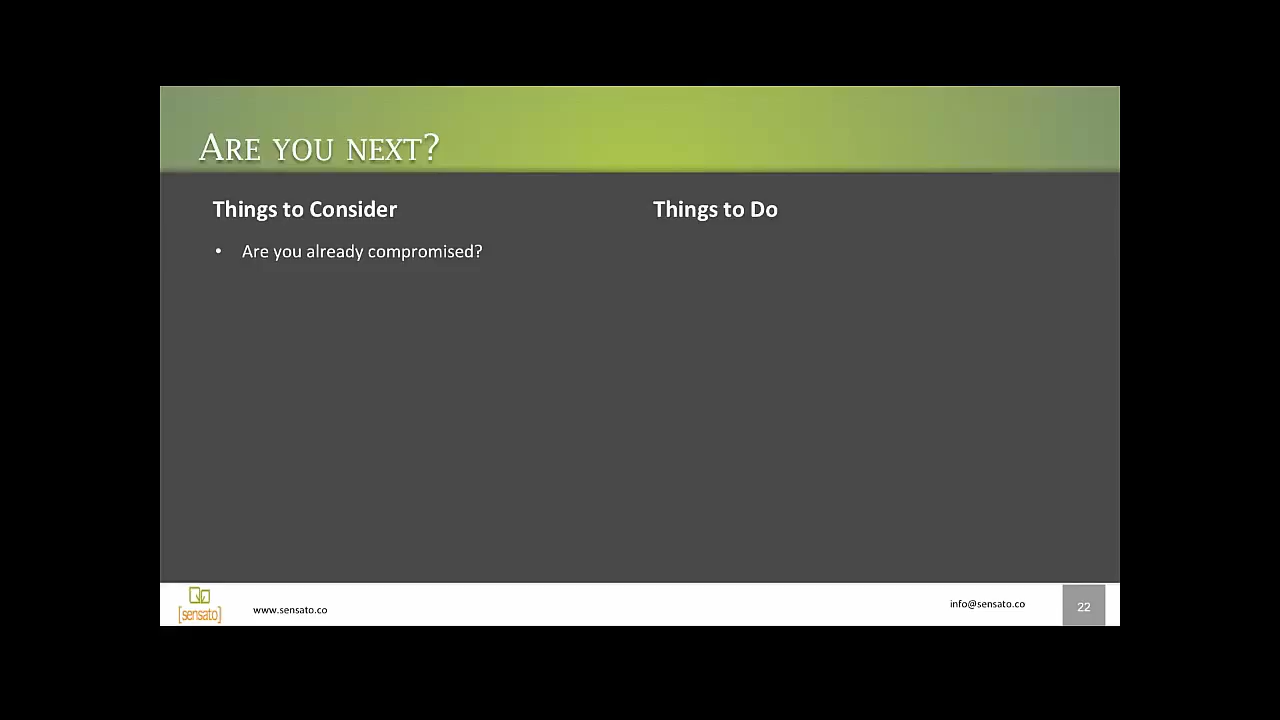 Are you next?
Things to Consider
• Are you already compromised?
Things to Do
[sensato]
www.sensato.co
info@sensato.co
22